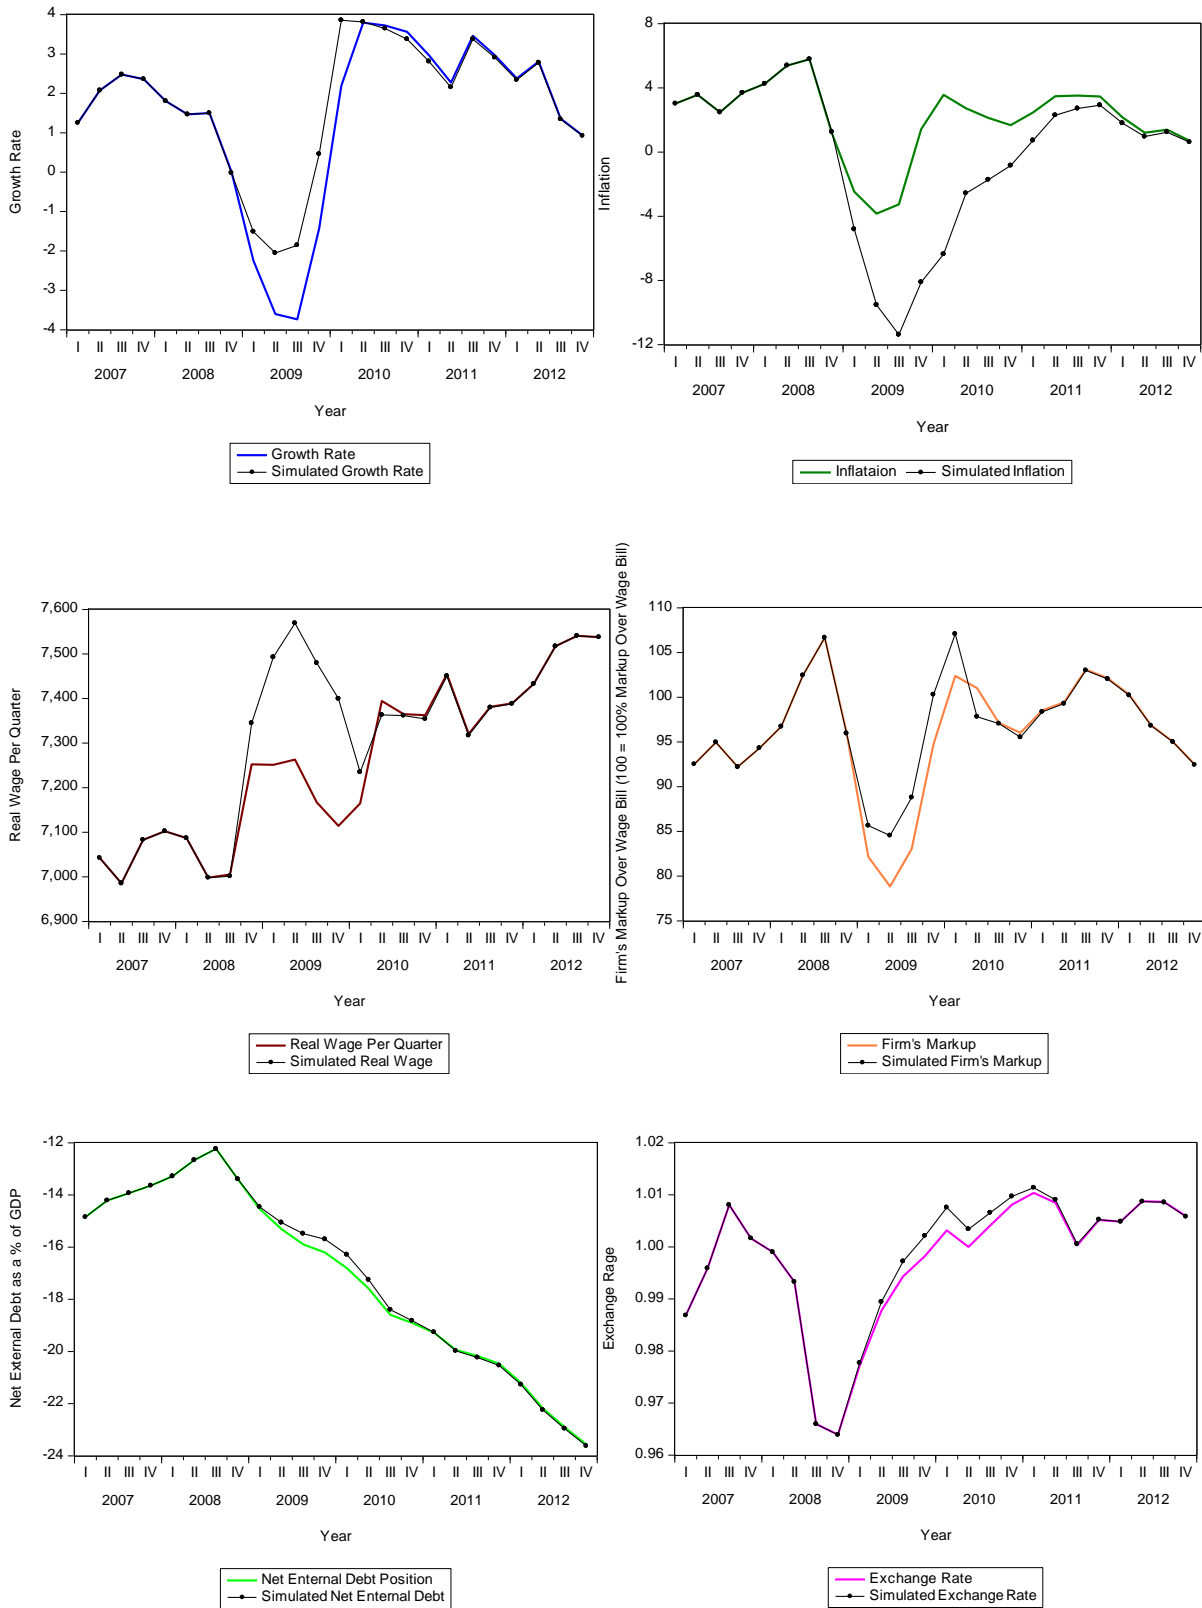 4
3
2
1
0
-1
-2
-3
-4
Growth Rate
I II III IV I II III IV I II III IV I II III IV I II III IV I II III IV
2007 2008 2009 2010 2011 2012
Year
Growth Rate
Simulated Growth Rate
8
4
0
-4
-8
-12
Inflation
I II III IV I II III IV I II III IV I II III IV I II III IV I II III IV
2007 2008 2009 2010 2011 2012
Year
Inflataion Simulated Inflation
7,600
7,500
7,400
7,300
7,200
7,100
7,000
6,900
Real Wage Per Quarter
I II III IV I II III IV I II III IV I II III IV I II III IV I II III IV
2007 2008 2009 2010 2011 2012
Year
Real Wage Per Quarter
Simulated Real Wage
110
105
100
95
90
85
80
75
Firm's Markup Over Wage Bill (100 = 100% Markup Over Wage Bill)
I II III IV I II III IV I II III IV I II III IV I II III IV I II III IV
2007 2008 2009 2010 2011 2012
Year
Firm's Markup
Simulated Firm's Markup
-12
-14
-16
-18
-20
-22
-24
Net External Debt as a % of GDP
I II III IV I II III IV I II III IV I II III IV I II III IV I II III IV
2007 2008 2009 2010 2011 2012
Year
Net Enternal Debt Position
Simulated Net Enternal Debt
1.02
1.01
1.00
0.99
0.98
0.97
0.96
Exchange Rage
I II III IV I II III IV I II III IV I II III IV I II III IV I II III IV
2007 2008 2009 2010 2011 2012
Year
Exchange Rate
Simulated Exchange Rate